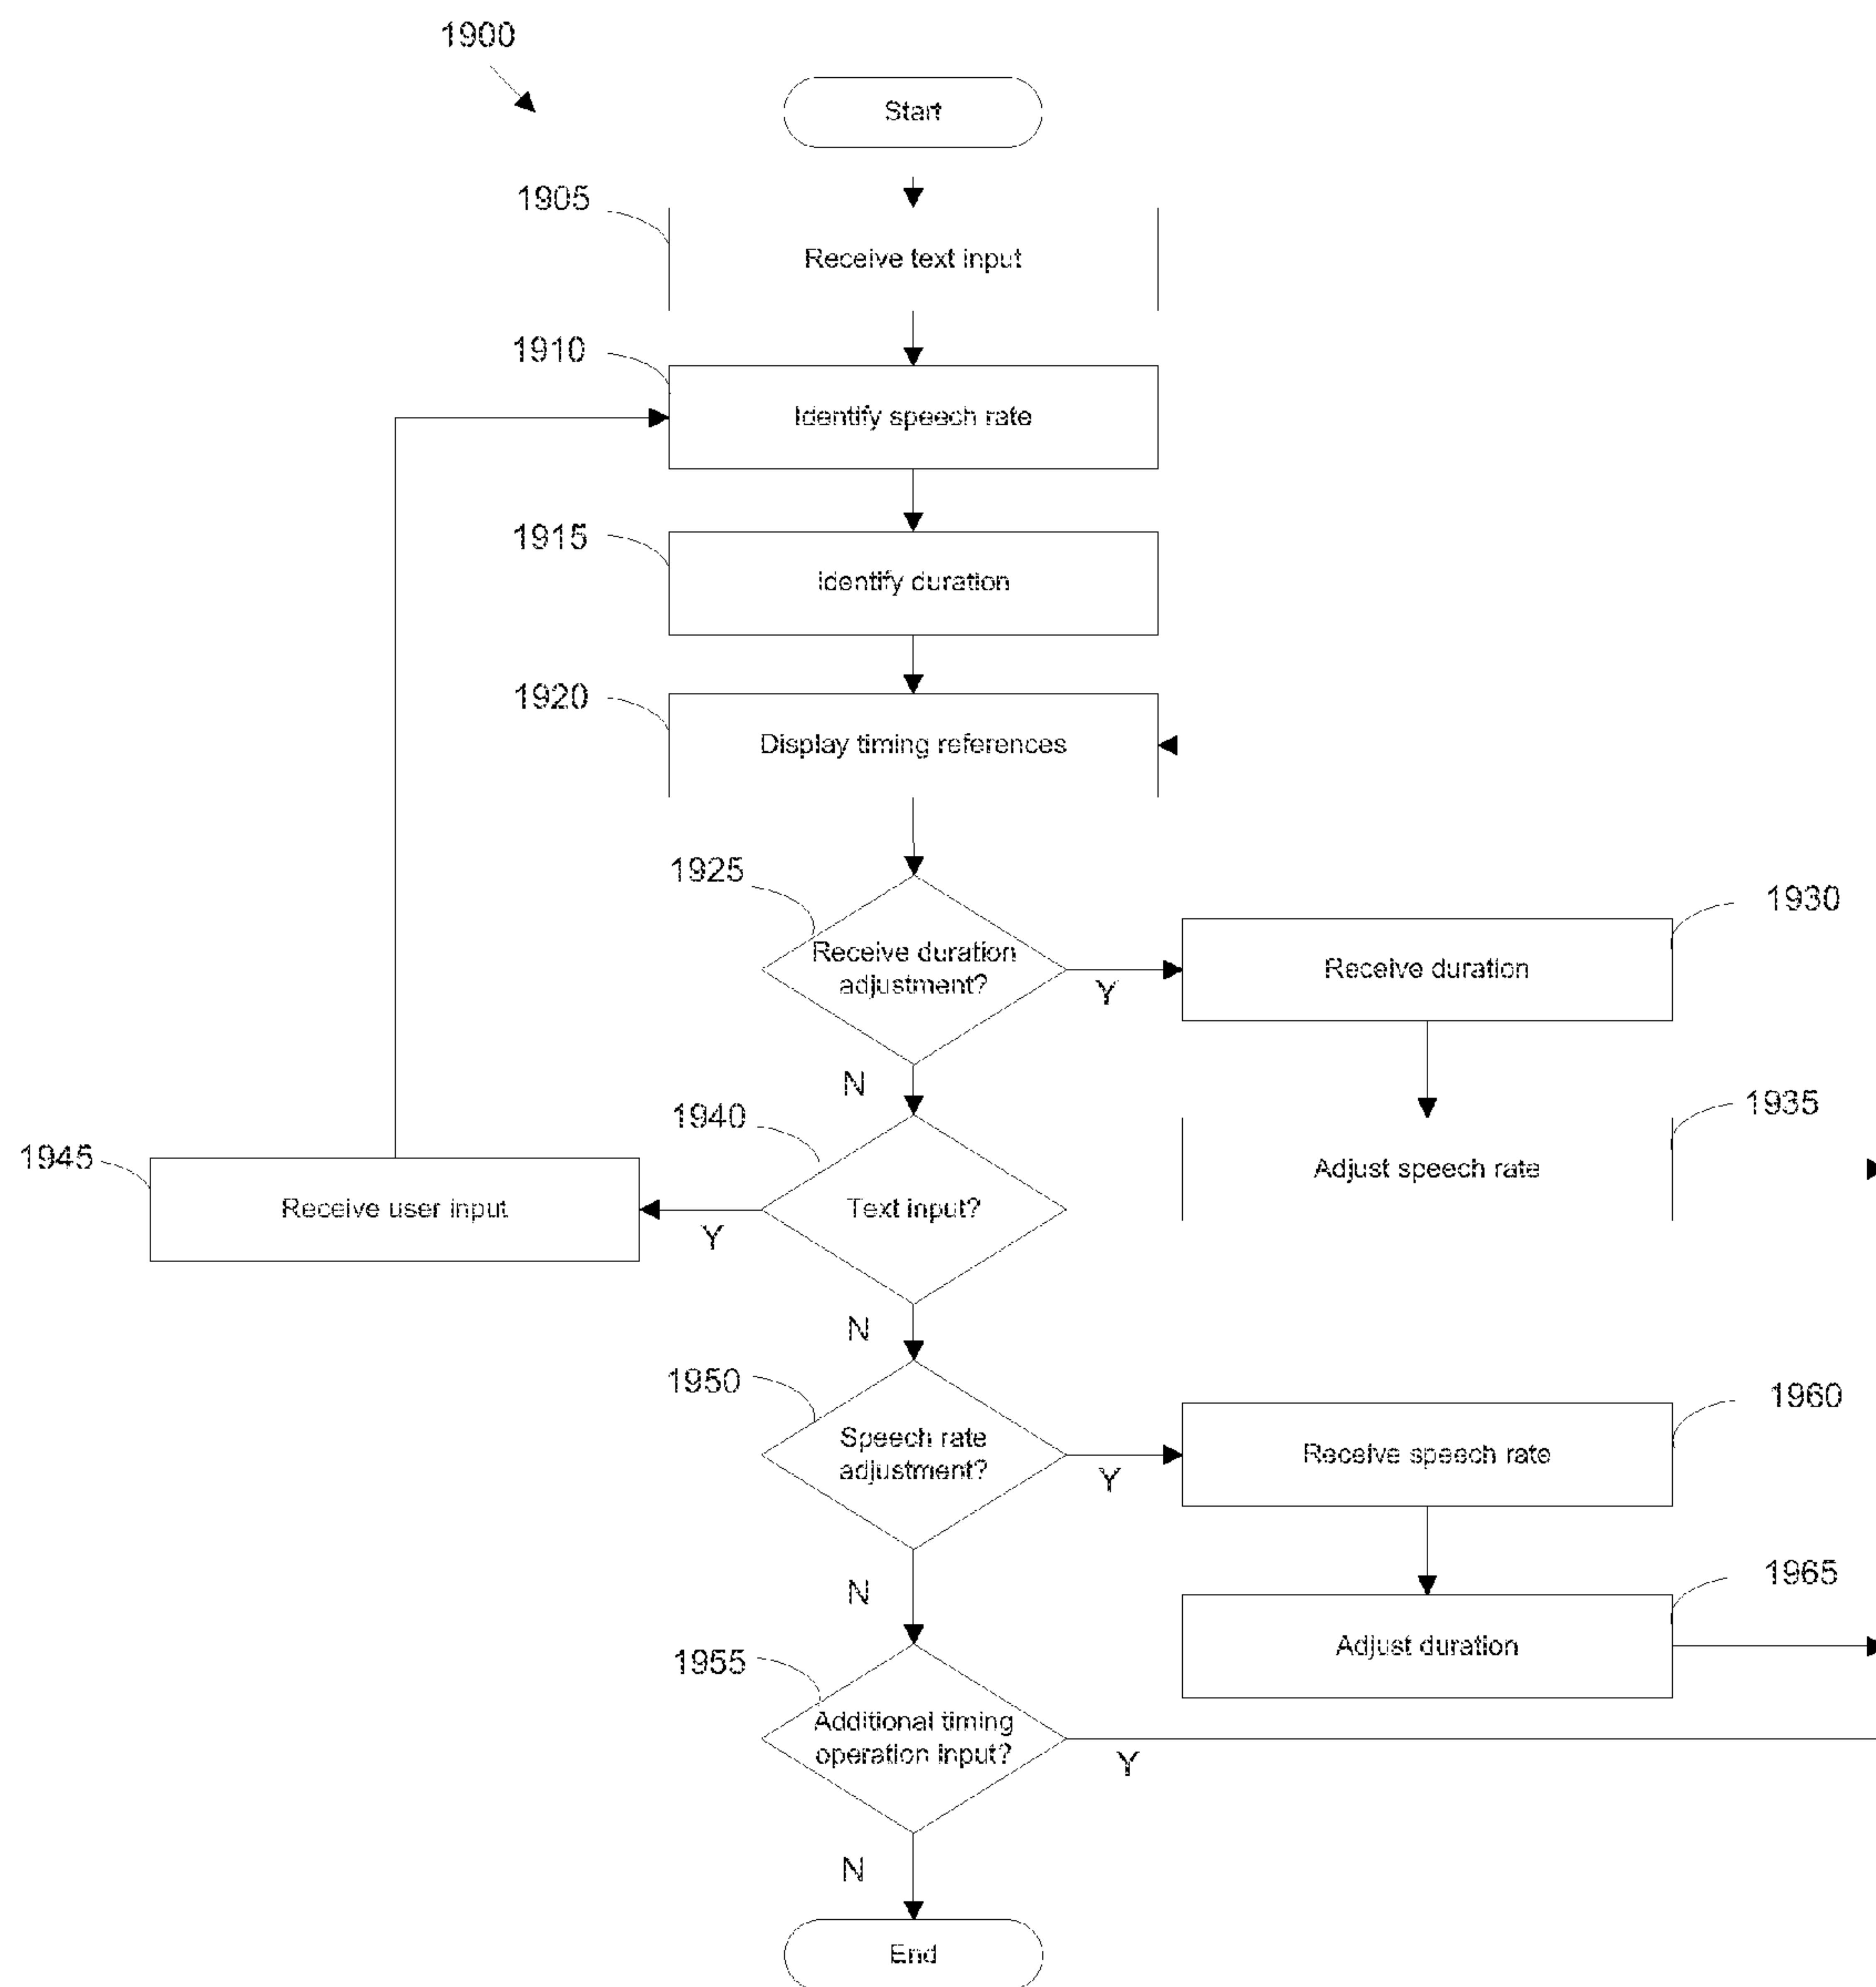 1900
Start
1905
Receive text input
1910
Identify speech rate
1915
Identify duration
1920
Display timing references
1925
Receive duration
adjustment?
Y
1930
Receive duration
N
1935
Adjust speech rate
1940
Text input?
Y
1945
Receive user input
N
1950
Speech rate
adjustment?
Y
1960
Receive speech rate
N
1965
Adjust duration
1955
Additional timing
operation input?
Y
N
End